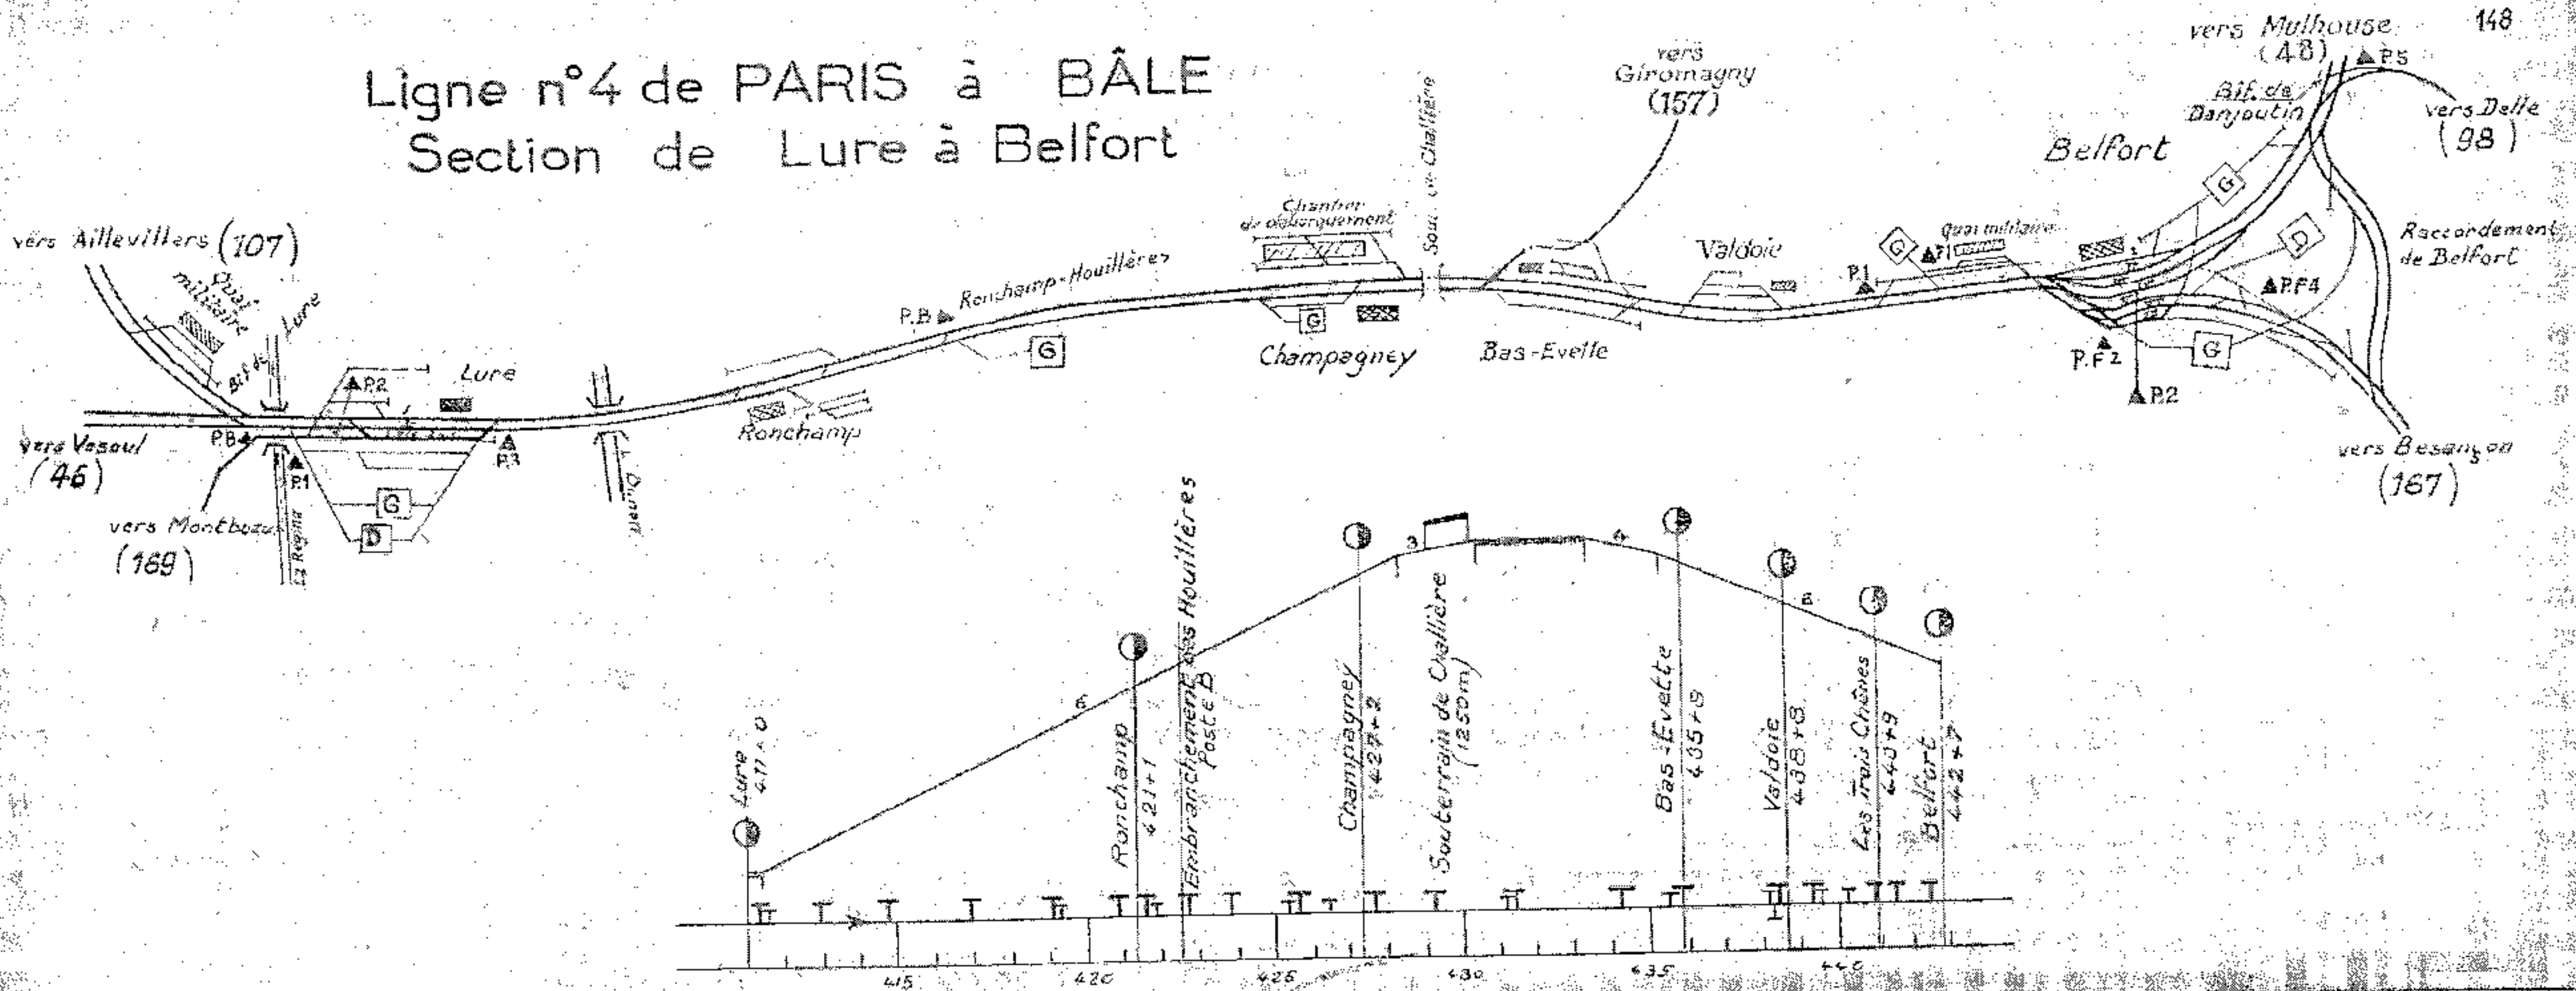 148
Ligne n°4 de PARIS à BÂLE
Section de Lure à Belfort
vers Mulhouse
(48)
P.5
Bif. de
Danjoutin
vers Delle
(98)
Belfort
vers
Giromagny
(157)
Sout. de Challière
vers Aillevillers (107)
Quai
militaire
Bif. de Lure
P.2
Lure
P.B
P.1
P.3
vers Vesoul
(46)
vers Montbozon
(169)
G
D
Ronchamp
P.B
Ronchamp-Houillères
G
Chantier
de débarquement
G
Champagney
Bas-Evette
Valdoie
P.1
G
Quai militaire
G
D
P.F4
Raccordement
de Belfort
P.F2
G
P.2
vers Besançon
(167)
Lure
411+0
6
Ronchamp
421+1
Embranchement des Houillères
Poste B
Champagney
427+2
3
Souterrain de Challière
(1250m)
4
Bas-Evette
435+8
Valdoie
438+8
6
Les Trois Chênes
440+9
Belfort
442+7
415
420
425
430
435
440